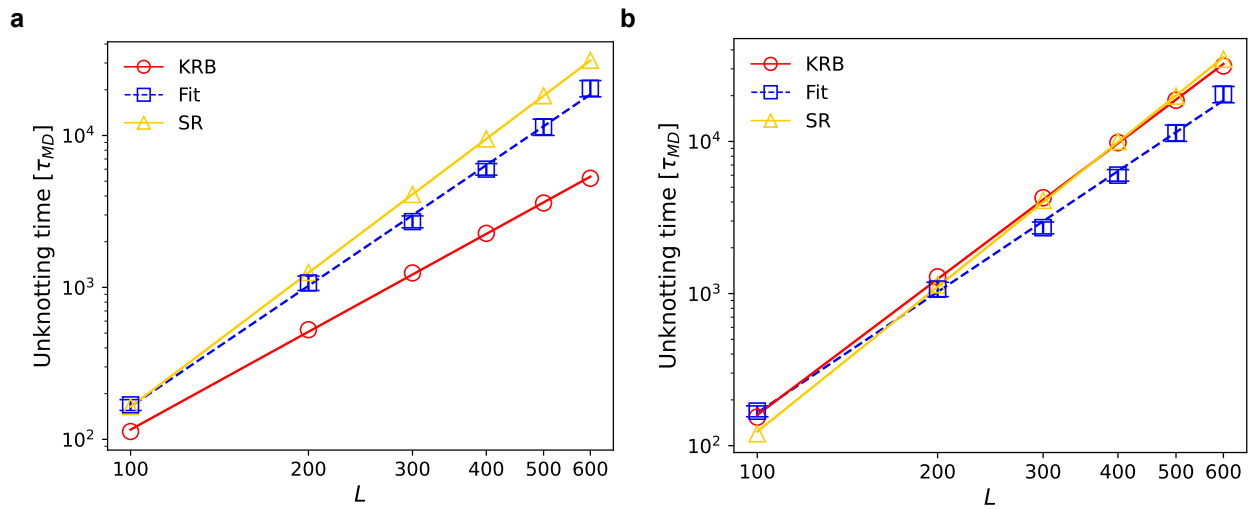 a
Unknotting time [τ_MD]
10^4
10^3
10^2
KRB
Fit
SR
100 200 300 400 500 600
L
b
Unknotting time [τ_MD]
10^4
10^3
10^2
KRB
Fit
SR
100 200 300 400 500 600
L